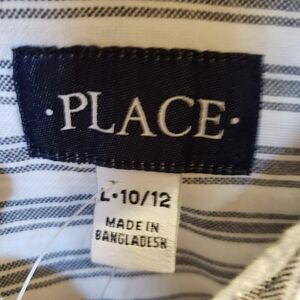 ·PLACE·
L·10/12
MADE IN
BANGLADESH